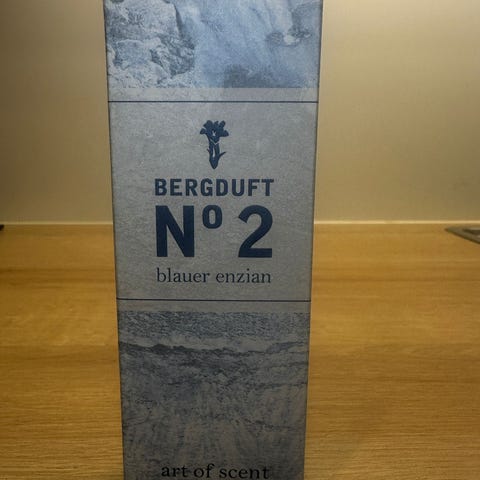 BERGDUFT
Nº 2
blauer enzian
art of scent